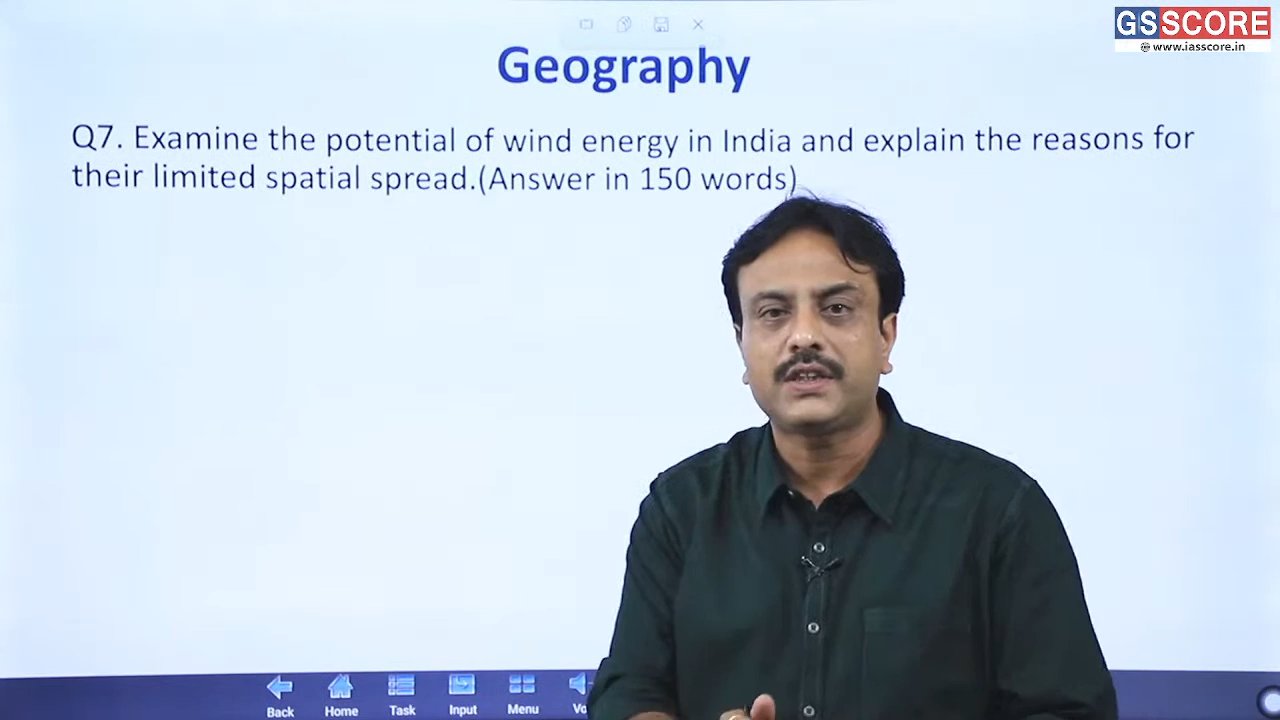 GSSCORE
www.iasscore.in
Geography
Q7. Examine the potential of wind energy in India and explain the reasons for
their limited spatial spread.(Answer in 150 words)
Back Home Task Input Menu